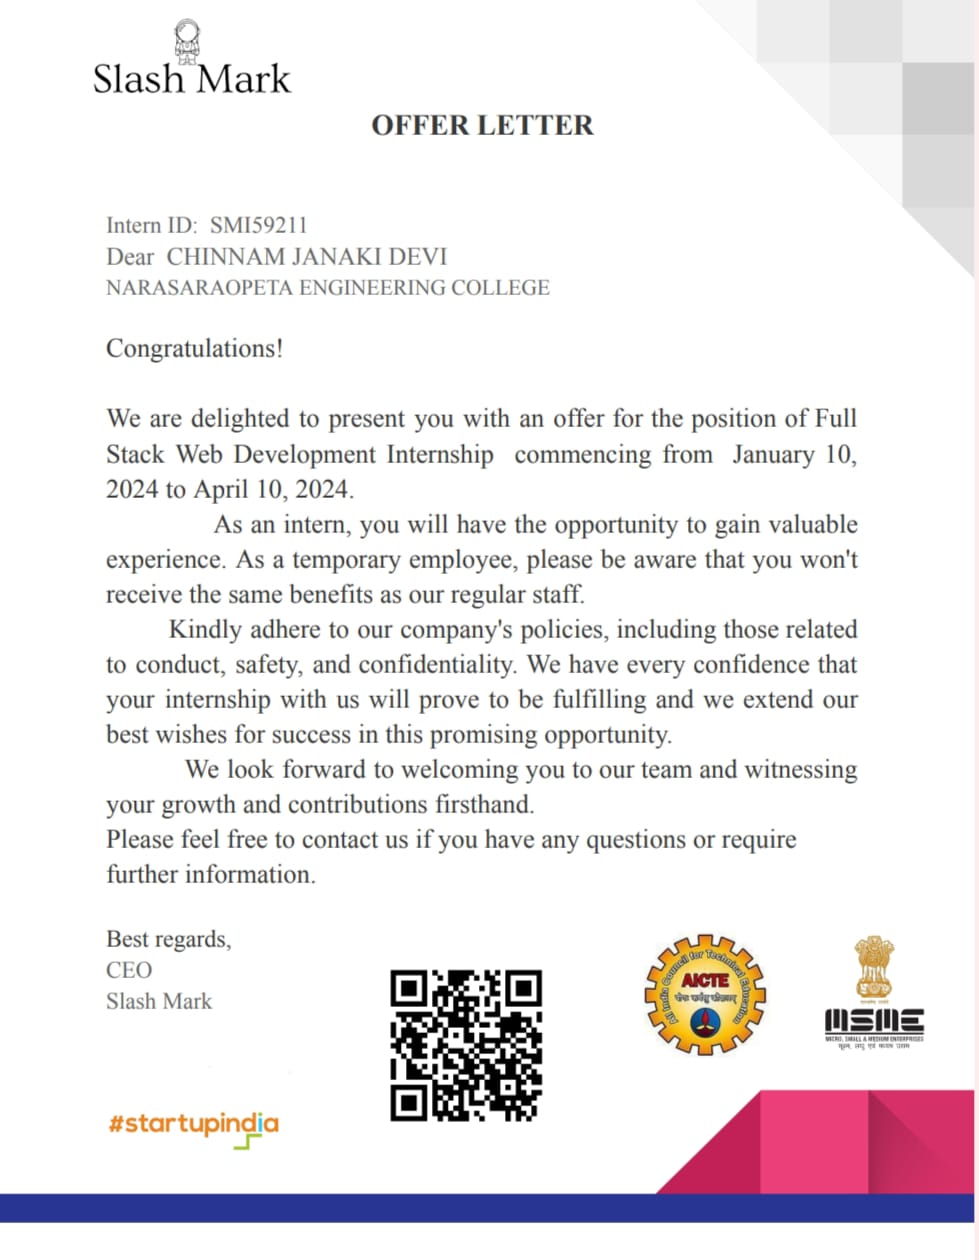 Slash Mark
OFFER LETTER
Intern ID: SMI59211
Dear CHINNAM JANAKI DEVI
NARASARAOPETA ENGINEERING COLLEGE
Congratulations!
We are delighted to present you with an offer for the position of Full
Stack Web Development Internship commencing from January 10,
2024 to April 10, 2024.
As an intern, you will have the opportunity to gain valuable
experience. As a temporary employee, please be aware that you won't
receive the same benefits as our regular staff.
Kindly adhere to our company's policies, including those related
to conduct, safety, and confidentiality. We have every confidence that
your internship with us will prove to be fulfilling and we extend our
best wishes for success in this promising opportunity.
We look forward to welcoming you to our team and witnessing
your growth and contributions firsthand.
Please feel free to contact us if you have any questions or require
further information.
Best regards,
CEO
Slash Mark
#startupindia
All India Council for Technical Education
AICTE
MSME
MICRO, SMALL & MEDIUM ENTERPRISES
सूक्ष्म, लघु एवं मध्यम उद्यम